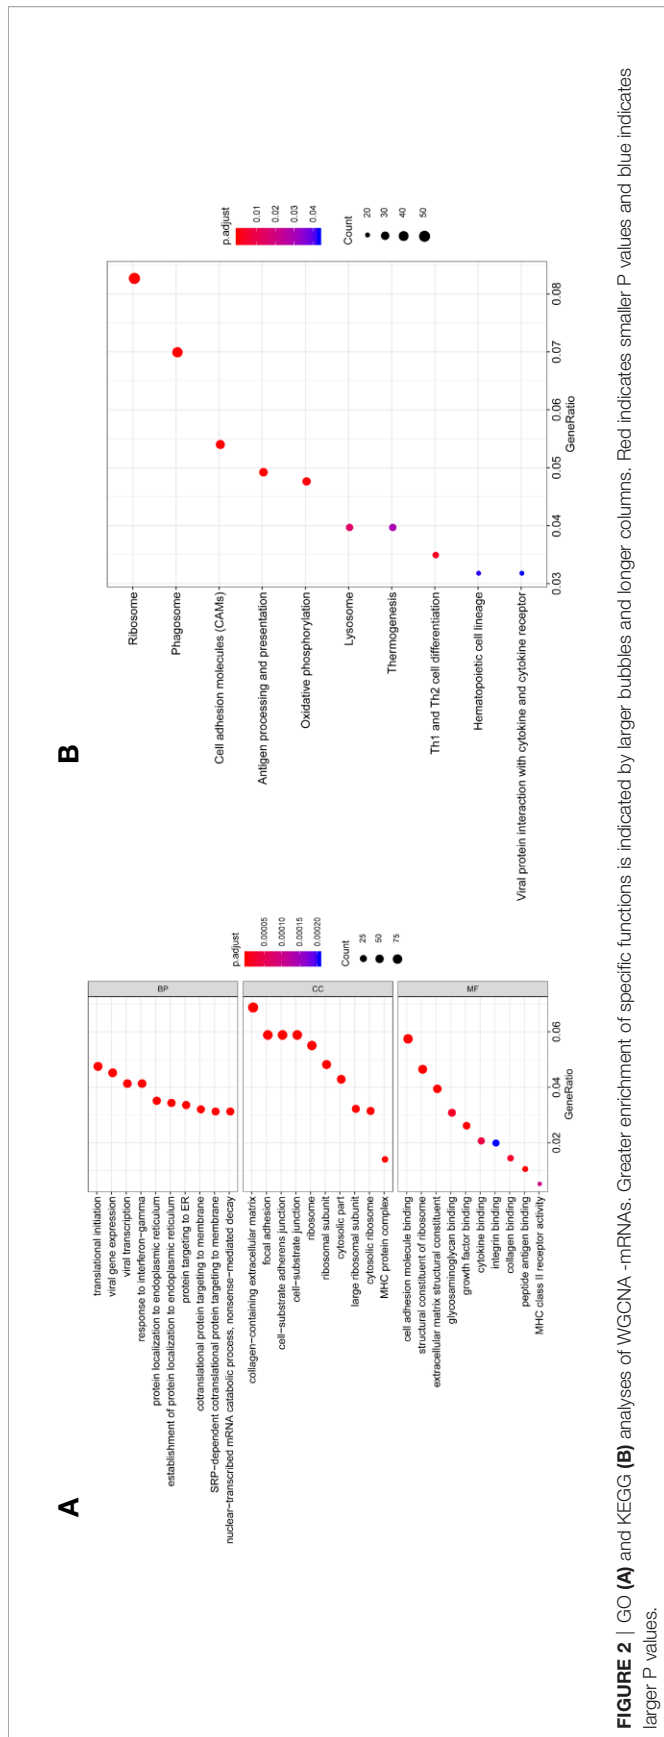 A
translational initiation
viral gene expression
viral transcription
response to interferon−gamma
protein localization to endoplasmic reticulum
establishment of protein localization to endoplasmic reticulum
protein targeting to ER
cotranslational protein targeting to membrane
SRP−dependent cotranslational protein targeting to membrane
nuclear−transcribed mRNA catabolic process, nonsense−mediated decay
BP
collagen−containing extracellular matrix
focal adhesion
cell−substrate adherens junction
cell−substrate junction
ribosome
ribosomal subunit
cytosolic part
large ribosomal subunit
cytosolic ribosome
MHC protein complex
CC
cell adhesion molecule binding
structural constituent of ribosome
extracellular matrix structural constituent
glycosaminoglycan binding
growth factor binding
cytokine binding
integrin binding
collagen binding
peptide antigen binding
MHC class II receptor activity
MF
0.02
0.04
0.06
GeneRatio
p.adjust
0.00005
0.00010
0.00015
0.00020
Count
25
50
75
B
Ribosome
Phagosome
Cell adhesion molecules (CAMs)
Antigen processing and presentation
Oxidative phosphorylation
Lysosome
Thermogenesis
Th1 and Th2 cell differentiation
Hematopoietic cell lineage
Viral protein interaction with cytokine and cytokine receptor
0.03
0.04
0.05
0.06
0.07
0.08
GeneRatio
p.adjust
0.01
0.02
0.03
0.04
Count
20
30
40
50
FIGURE 2 | GO (A) and KEGG (B) analyses of WGCNA -mRNAs. Greater enrichment of specific functions is indicated by larger bubbles and longer columns. Red indicates smaller P values and blue indicates
larger P values.